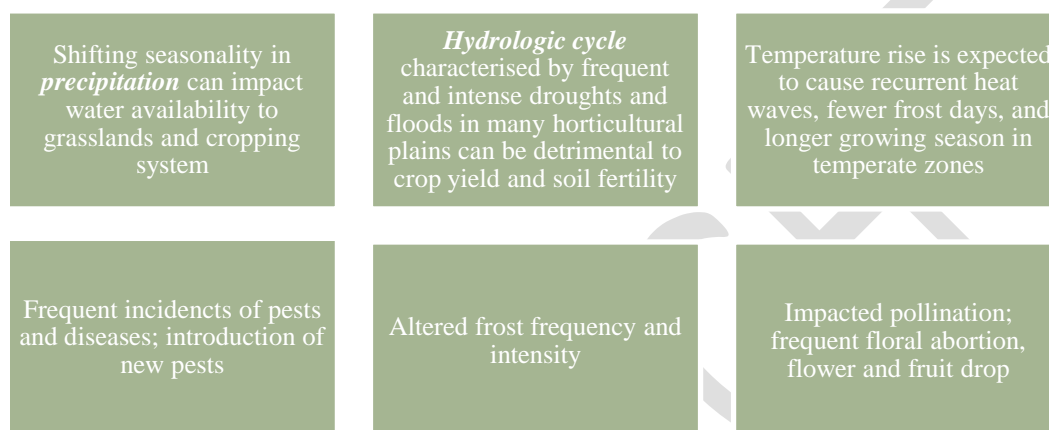 Shifting seasonality in
precipitation can impact
water availability to
grasslands and cropping
system
Hydrologic cycle
characterised by frequent
and intense droughts and
floods in many horticultural
plains can be detrimental to
crop yield and soil fertility
Temperature rise is expected
to cause recurrent heat
waves, fewer frost days, and
longer growing season in
temperate zones
Frequent incidencts of pests
and diseases; introduction of
new pests
Altered frost frequency and
intensity
Impacted pollination;
frequent floral abortion,
flower and fruit drop